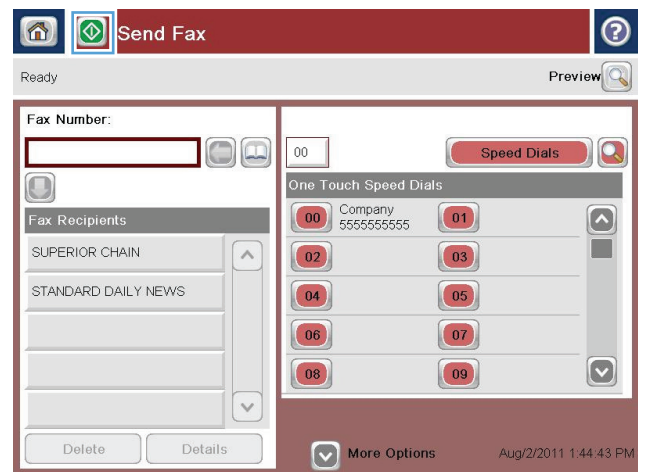 Send Fax
?
Ready
Preview
Fax Number:
00
Speed Dials
One Touch Speed Dials
00 Company 01
5555555555
Fax Recipients
SUPERIOR CHAIN
02 03
STANDARD DAILY NEWS
04 05
06 07
08 09
Delete Details
More Options
Aug/2/2011 1:44:43 PM